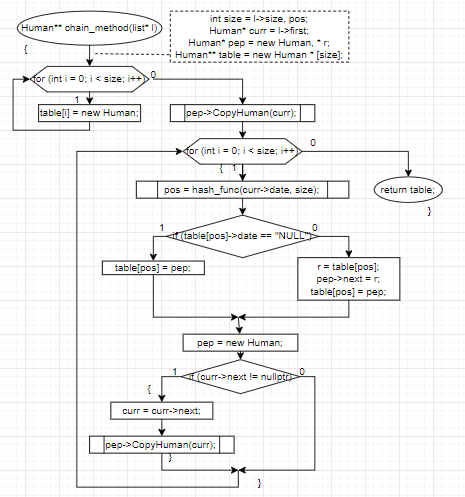 Human** chain_method(list* l)
int size = l->size, pos;
Human* curr = l->first;
Human* pep = new Human, * r;
Human** table = new Human * [size];
{
for (int i = 0; i < size; i++)
0
1
table[i] = new Human;
pep->CopyHuman(curr);
for (int i = 0; i < size; i++)
0
{ 1
pos = hash_func(curr->date, size);
return table;
}
if (table[pos]->date == "NULL")
1
0
table[pos] = pep;
r = table[pos];
pep->next = r;
table[pos] = pep;
pep = new Human;
if (curr->next != nullptr)
1
0
{
curr = curr->next;
pep->CopyHuman(curr);
}
}